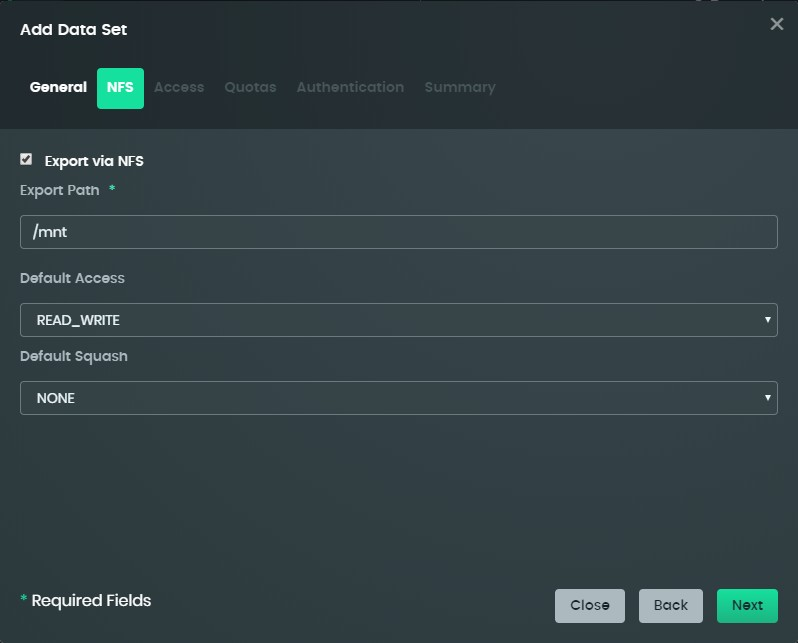 Add Data Set
General NFS Access Quotas Authentication Summary
Export via NFS
Export Path *
/mnt
Default Access
READ_WRITE
Default Squash
NONE
* Required Fields
Close Back Next